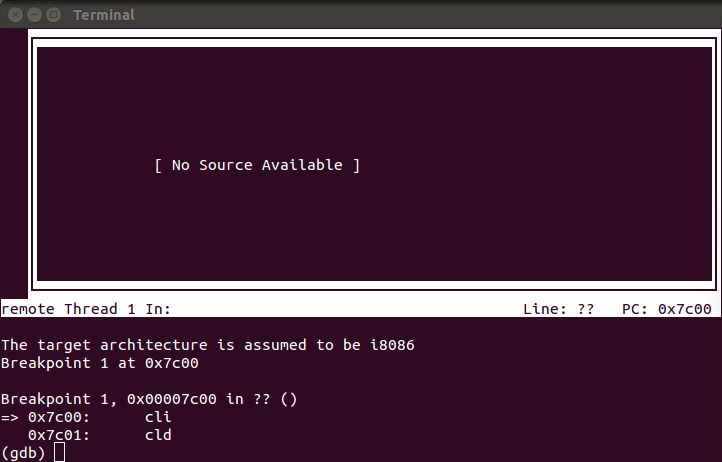 Terminal
[ No Source Available ]
remote Thread 1 In: Line: ?? PC: 0x7c00
The target architecture is assumed to be i8086
Breakpoint 1 at 0x7c00
Breakpoint 1, 0x00007c00 in ?? ()
=> 0x7c00: cli
0x7c01: cld
(gdb)